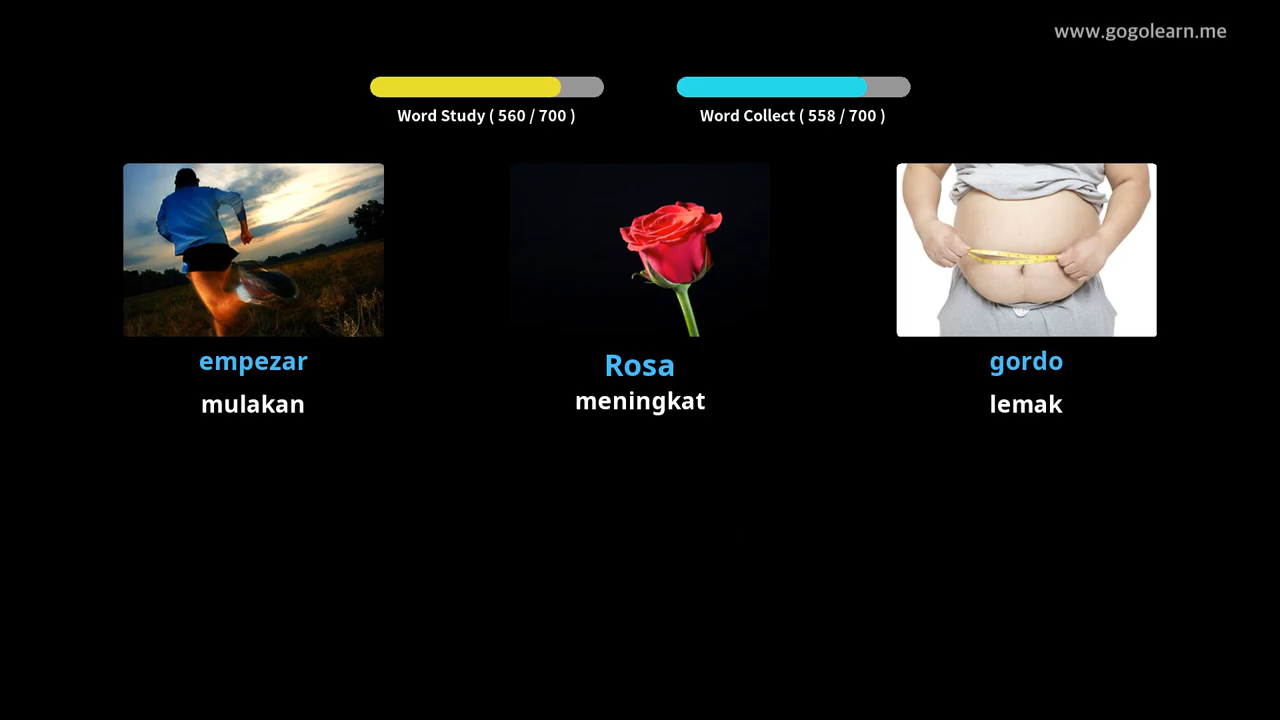 www.gogolearn.me
Word Study ( 560 / 700 )
Word Collect ( 558 / 700 )
empezar
mulakan
Rosa
meningkat
gordo
lemak